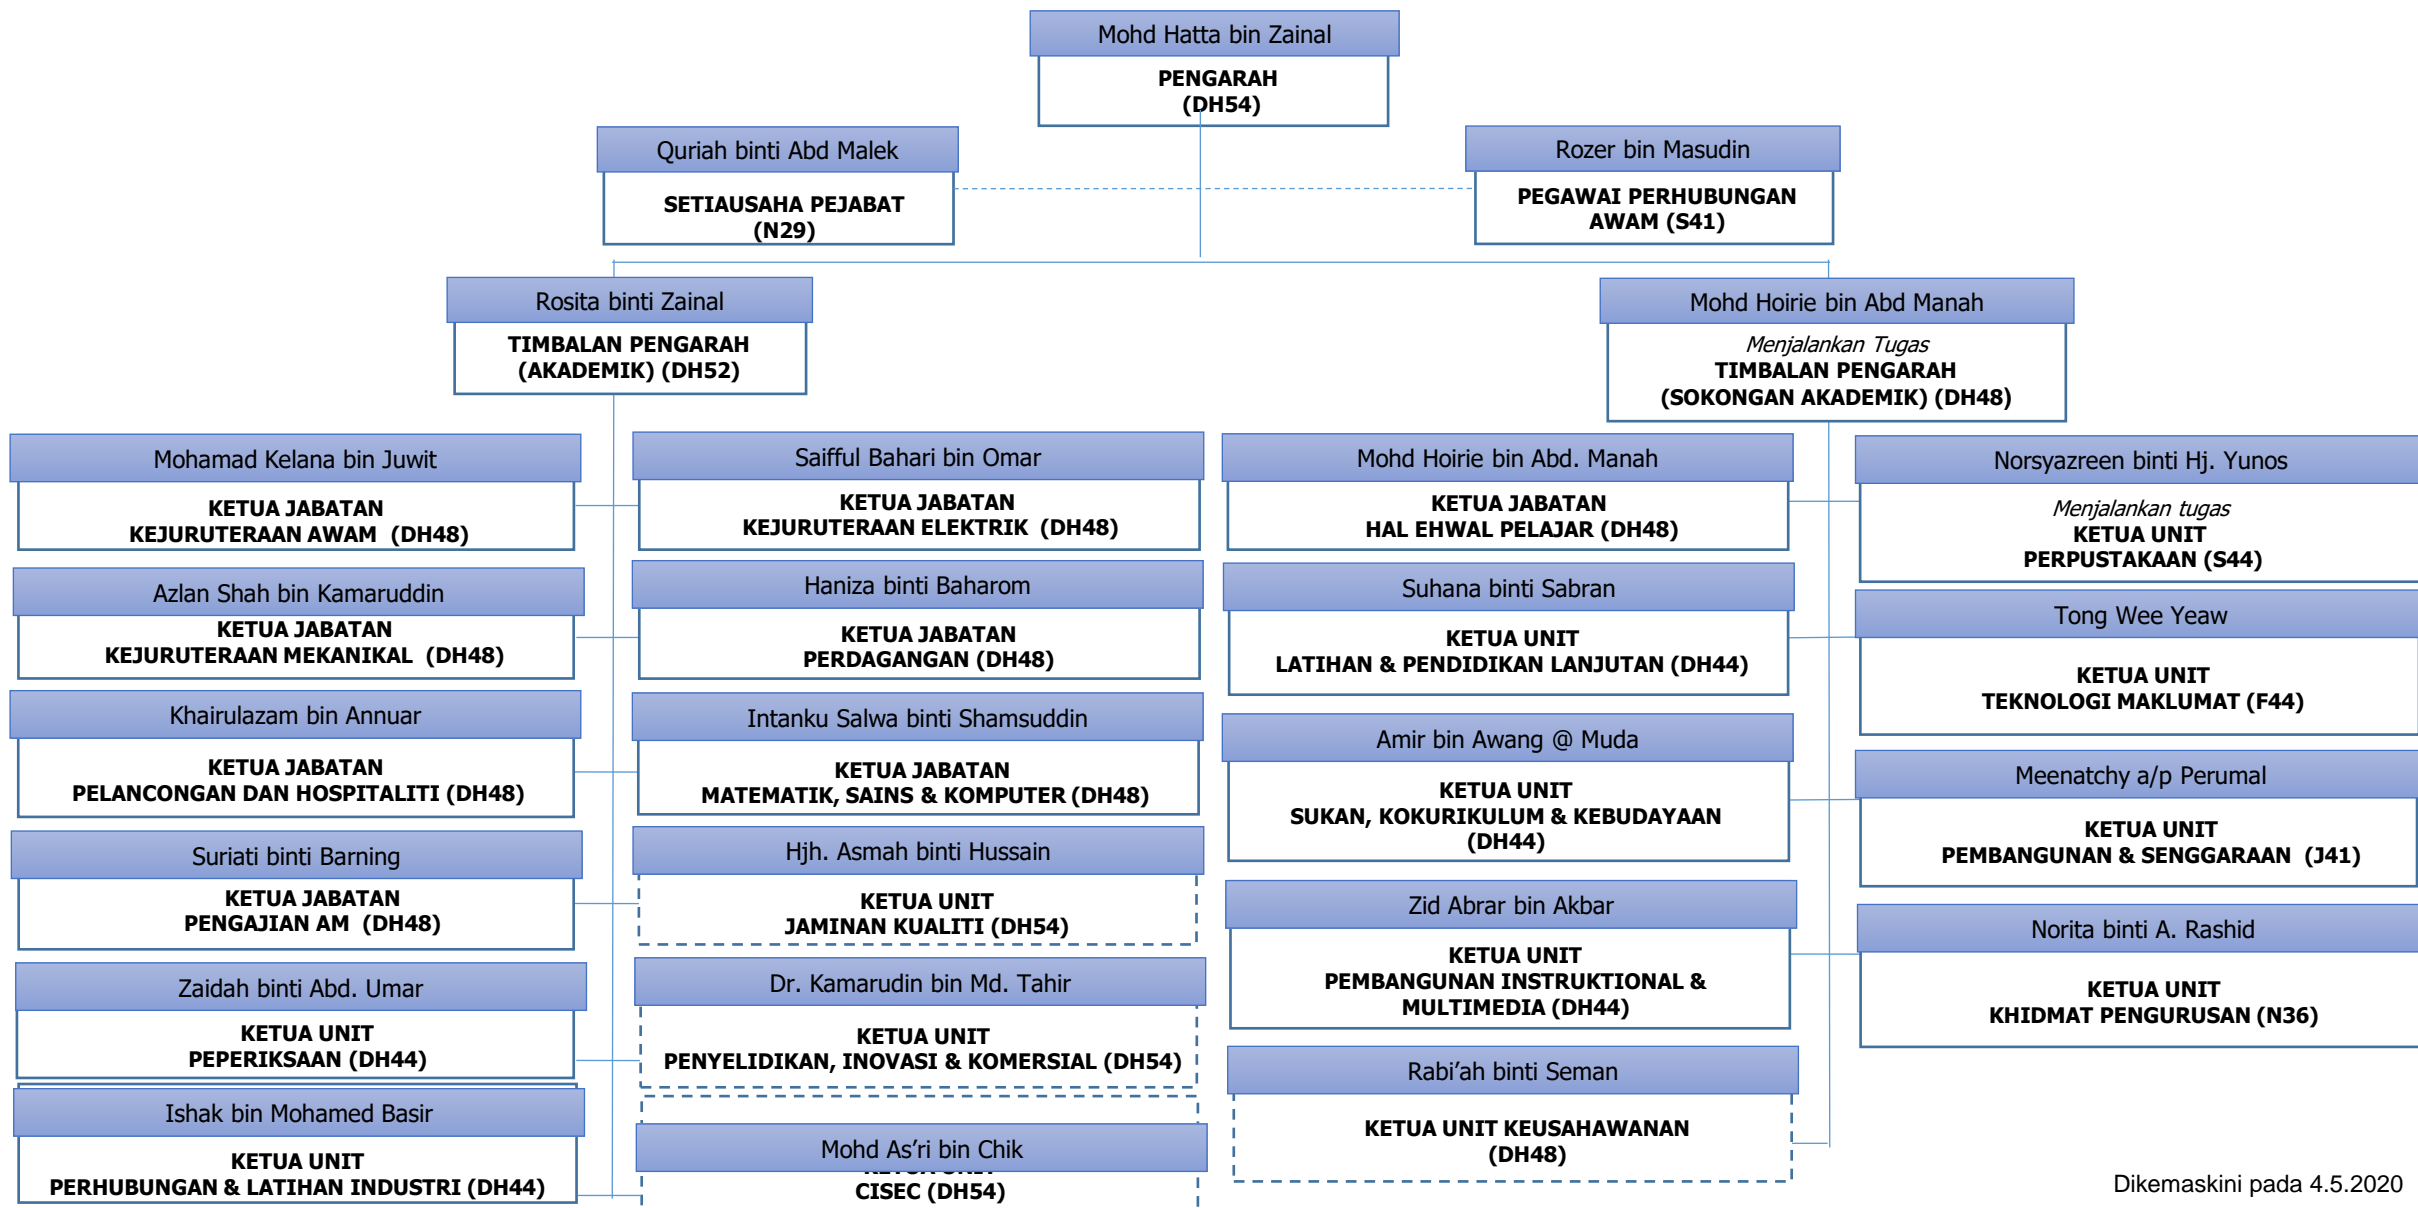 Mohd Hatta bin Zainal
PENGARAH
(DH54)
Quriah binti Abd Malek
SETIAUSAHA PEJABAT
(N29)
Rozer bin Masudin
PEGAWAI PERHUBUNGAN
AWAM (S41)
Rosita binti Zainal
TIMBALAN PENGARAH
(AKADEMIK) (DH52)
Mohd Hoirie bin Abd Manah
Menjalankan Tugas
TIMBALAN PENGARAH
(SOKONGAN AKADEMIK) (DH48)
Mohamad Kelana bin Juwit
KETUA JABATAN
KEJURUTERAAN AWAM (DH48)
Saifful Bahari bin Omar
KETUA JABATAN
KEJURUTERAAN ELEKTRIK (DH48)
Mohd Hoirie bin Abd. Manah
KETUA JABATAN
HAL EHWAL PELAJAR (DH48)
Norsyazreen binti Hj. Yunos
Menjalankan tugas
KETUA UNIT
PERPUSTAKAAN (S44)
Azlan Shah bin Kamaruddin
KETUA JABATAN
KEJURUTERAAN MEKANIKAL (DH48)
Haniza binti Baharom
KETUA JABATAN
PERDAGANGAN (DH48)
Suhana binti Sabran
KETUA UNIT
LATIHAN & PENDIDIKAN LANJUTAN (DH44)
Tong Wee Yeaw
KETUA UNIT
TEKNOLOGI MAKLUMAT (F44)
Khairulazam bin Annuar
KETUA JABATAN
PELANCONGAN DAN HOSPITALITI (DH48)
Intanku Salwa binti Shamsuddin
KETUA JABATAN
MATEMATIK, SAINS & KOMPUTER (DH48)
Amir bin Awang @ Muda
KETUA UNIT
SUKAN, KOKURIKULUM & KEBUDAYAAN
(DH44)
Meenatchy a/p Perumal
KETUA UNIT
PEMBANGUNAN & SENGGARAAN (J41)
Suriati binti Barning
KETUA JABATAN
PENGAJIAN AM (DH48)
Hjh. Asmah binti Hussain
KETUA UNIT
JAMINAN KUALITI (DH54)
Zid Abrar bin Akbar
KETUA UNIT
PEMBANGUNAN INSTRUKTIONAL &
MULTIMEDIA (DH44)
Norita binti A. Rashid
KETUA UNIT
KHIDMAT PENGURUSAN (N36)
Zaidah binti Abd. Umar
KETUA UNIT
PEPERIKSAAN (DH44)
Dr. Kamarudin bin Md. Tahir
KETUA UNIT
PENYELIDIKAN, INOVASI & KOMERSIAL (DH54)
Rabi’ah binti Seman
KETUA UNIT KEUSAHAWANAN
(DH48)
Ishak bin Mohamed Basir
KETUA UNIT
PERHUBUNGAN & LATIHAN INDUSTRI (DH44)
Mohd As’ri bin Chik
KETUA UNIT
CISEC (DH54)
Dikemaskini pada 4.5.2020